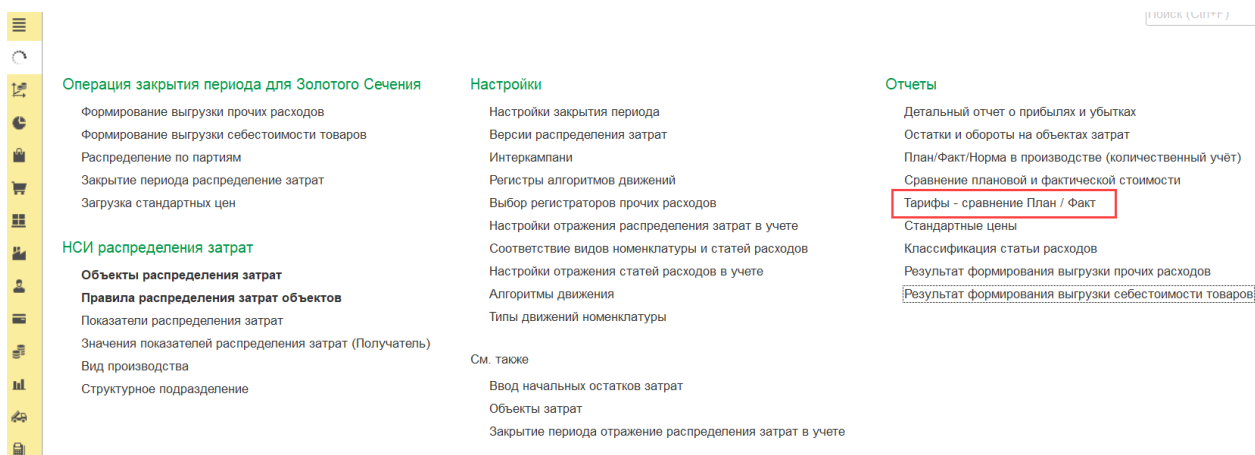 Поиск (Ctrl+F)
Операция закрытия периода для Золотого Сечения
Формирование выгрузки прочих расходов
Формирование выгрузки себестоимости товаров
Распределение по партиям
Закрытие периода распределение затрат
Загрузка стандартных цен
НСИ распределения затрат
Объекты распределения затрат
Правила распределения затрат объектов
Показатели распределения затрат
Значения показателей распределения затрат (Получатель)
Вид производства
Структурное подразделение
Настройки
Настройки закрытия периода
Версии распределения затрат
Интеркампани
Регистры алгоритмов движений
Выбор регистраторов прочих расходов
Настройки отражения распределения затрат в учете
Соответствие видов номенклатуры и статей расходов
Настройки отражения статей расходов в учете
Алгоритмы движения
Типы движений номенклатуры
См. также
Ввод начальных остатков затрат
Объекты затрат
Закрытие периода отражение распределения затрат в учете
Отчеты
Детальный отчет о прибылях и убытках
Остатки и обороты на объектах затрат
План/Факт/Норма в производстве (количественный учёт)
Сравнение плановой и фактической стоимости
Тарифы - сравнение План / Факт
Стандартные цены
Классификация статьи расходов
Результат формирования выгрузки прочих расходов
Результат формирования выгрузки себестоимости товаров